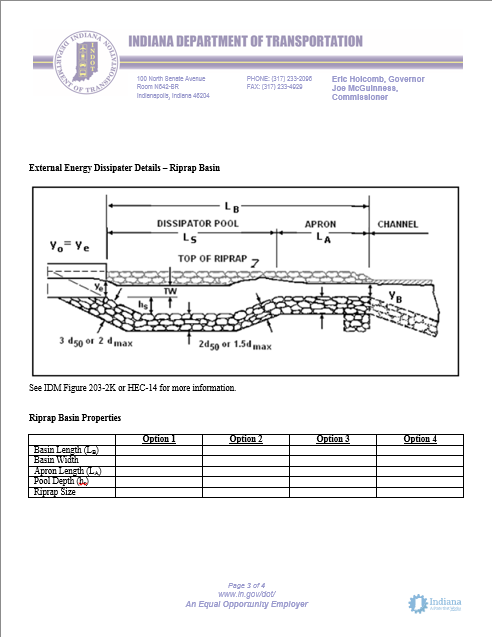 INDIANA DEPARTMENT OF TRANSPORTATION
INDIANA DEPARTMENT OF TRANSPORTATION
INDOT
100 North Senate Avenue
Room N642-BR
Indianapolis, Indiana 46204
PHONE: (317) 233-2096
FAX: (317) 233-4929
Eric Holcomb, Governor
Joe McGuinness,
Commissioner
External Energy Dissipater Details – Riprap Basin
LB
DISSIPATOR POOL
APRON
CHANNEL
LS
LA
yo = ye
TOP OF RIPRAP
ye
TW
hs
yB
3 d50 or 2 dmax
2d50 or 1.5dmax
See IDM Figure 203-2K or HEC-14 for more information.
Riprap Basin Properties
Option 1 Option 2 Option 3 Option 4
Basin Length (LB)
Basin Width
Apron Length (LA)
Pool Depth (hs)
Riprap Size
Page 3 of 4
www.in.gov/dot/
An Equal Opportunity Employer
Indiana